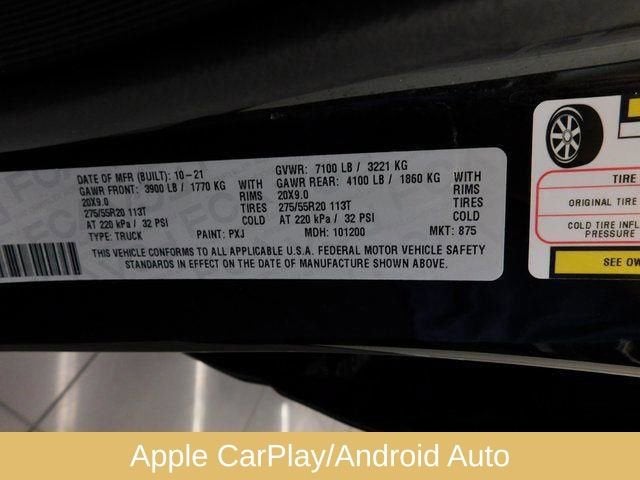 DATE OF MFR (BUILT): 10-21
GVWR: 7100 LB / 3221 KG
GAWR FRONT: 3900 LB / 1770 KG WITH GAWR REAR: 4100 LB / 1860 KG WITH
20X9.0 RIMS 20X9.0 RIMS
275/55R20 113T TIRES 275/55R20 113T TIRES
AT 220 kPa / 32 PSI COLD AT 220 kPa / 32 PSI COLD
TYPE: TRUCK PAINT: PXJ MDH: 101200 MKT: 875
THIS VEHICLE CONFORMS TO ALL APPLICABLE U.S.A. FEDERAL MOTOR VEHICLE SAFETY
STANDARDS IN EFFECT ON THE DATE OF MANUFACTURE SHOWN ABOVE.
TIRE
ORIGINAL TIRE
COLD TIRE INFL
PRESSURE
SEE OW
Apple CarPlay/Android Auto